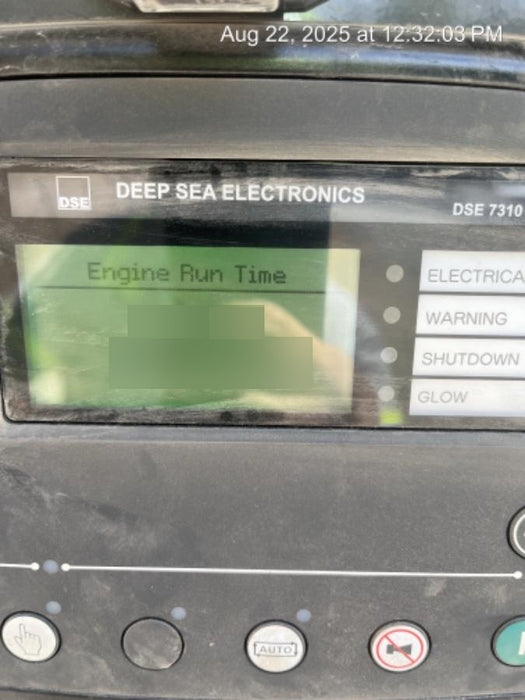 Aug 22, 2025 at 12:32:03 PM
DSE
DEEP SEA ELECTRONICS
DSE 7310
Engine Run Time
ELECTRICA
WARNING
SHUTDOWN
GLOW
AUTO